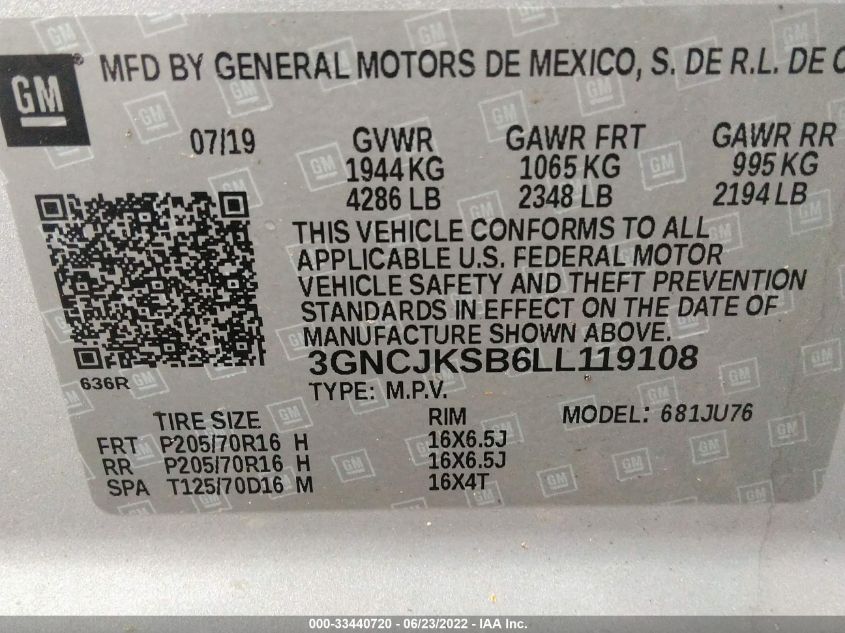 GM ® MFD BY GENERAL MOTORS DE MEXICO, S. DE R.L. DE C
07/19 GVWR GAWR FRT GAWR RR
1944 KG 1065 KG 995 KG
4286 LB 2348 LB 2194 LB
THIS VEHICLE CONFORMS TO ALL
APPLICABLE U.S. FEDERAL MOTOR
VEHICLE SAFETY AND THEFT PREVENTION
STANDARDS IN EFFECT ON THE DATE OF
MANUFACTURE SHOWN ABOVE.
3GNCJKSB6LL119108
636R
TYPE: M.P.V.
TIRE SIZE RIM MODEL: 681JU76
FRT P205/70R16 H 16X6.5J
RR P205/70R16 H 16X6.5J
SPA T125/70D16 M 16X4T
000-33440720 - 06/23/2022 - IAA Inc.